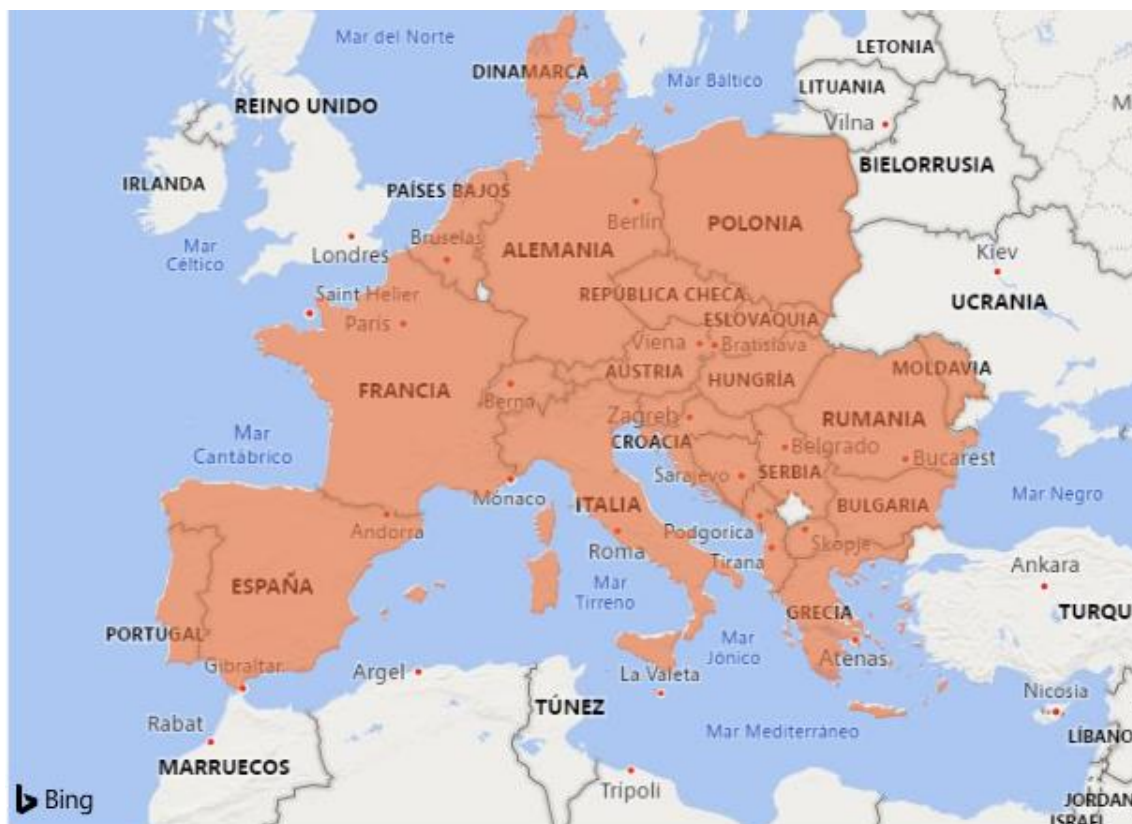 Mar del Norte
LETONIA
DINAMARCA
Mar Báltico
LITUANIA
REINO UNIDO
M
Vilna
BIELORRUSIA
IRLANDA
PAÍSES BAJOS
Berlín
POLONIA
Mar
Céltico
Londres
Bruselas
ALEMANIA
Kiev
Saint Helier
REPÚBLICA CHECA
UCRANIA
París
ESLOVAQUIA
Viena
Bratislava
MOLDAVIA
FRANCIA
Berna
AUSTRIA
HUNGRÍA
Zagreb
RUMANIA
Mar
Cantábrico
CROACIA
Belgrado
Bucarest
Sarajevo
SERBIA
Mónaco
ITALIA
BULGARIA
Mar Negro
Andorra
Podgorica
Skopje
Roma
Tirana
Ankara
ESPAÑA
Mar
Tirreno
GRECIA
TURQU
PORTUGAL
Mar
Jónico
Atenas
Gibraltar
Argel
La Valeta
Nicosia
Rabat
TÚNEZ
Mar Mediterráneo
LÍBANO
MARRUECOS
Trípoli
JORDAN
ISRAEL
Bing